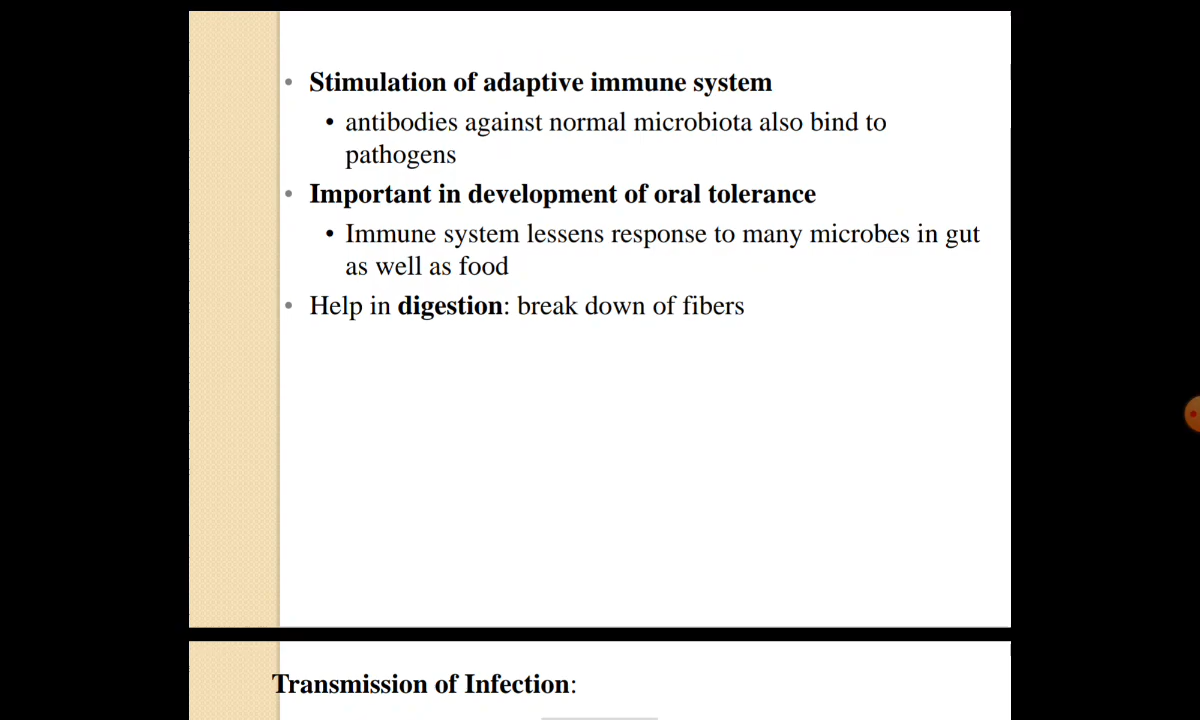 • Stimulation of adaptive immune system
• antibodies against normal microbiota also bind to
pathogens
• Important in development of oral tolerance
• Immune system lessens response to many microbes in gut
as well as food
• Help in digestion: break down of fibers
Transmission of Infection: